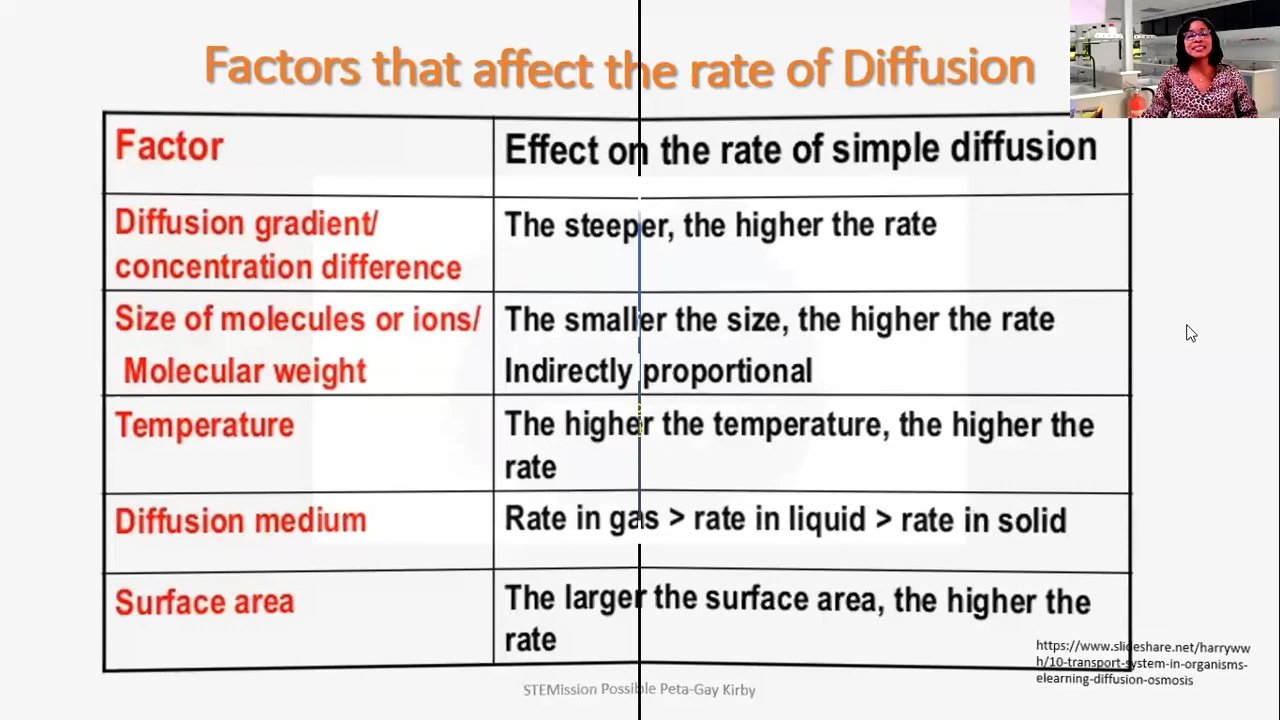 Factors that affect the rate of Diffusion
Factor
Effect on the rate of simple diffusion
Diffusion gradient/
concentration difference
The steeper, the higher the rate
Size of molecules or ions/
Molecular weight
The smaller the size, the higher the rate
Indirectly proportional
Temperature
The higher the temperature, the higher the
rate
Diffusion medium
Rate in gas > rate in liquid > rate in solid
Surface area
The larger the surface area, the higher the
rate
https://www.slideshare.net/harryww
h/10-transport-system-in-organisms-
elearning-diffusion-osmosis
STEMission Possible Peta-Gay Kirby